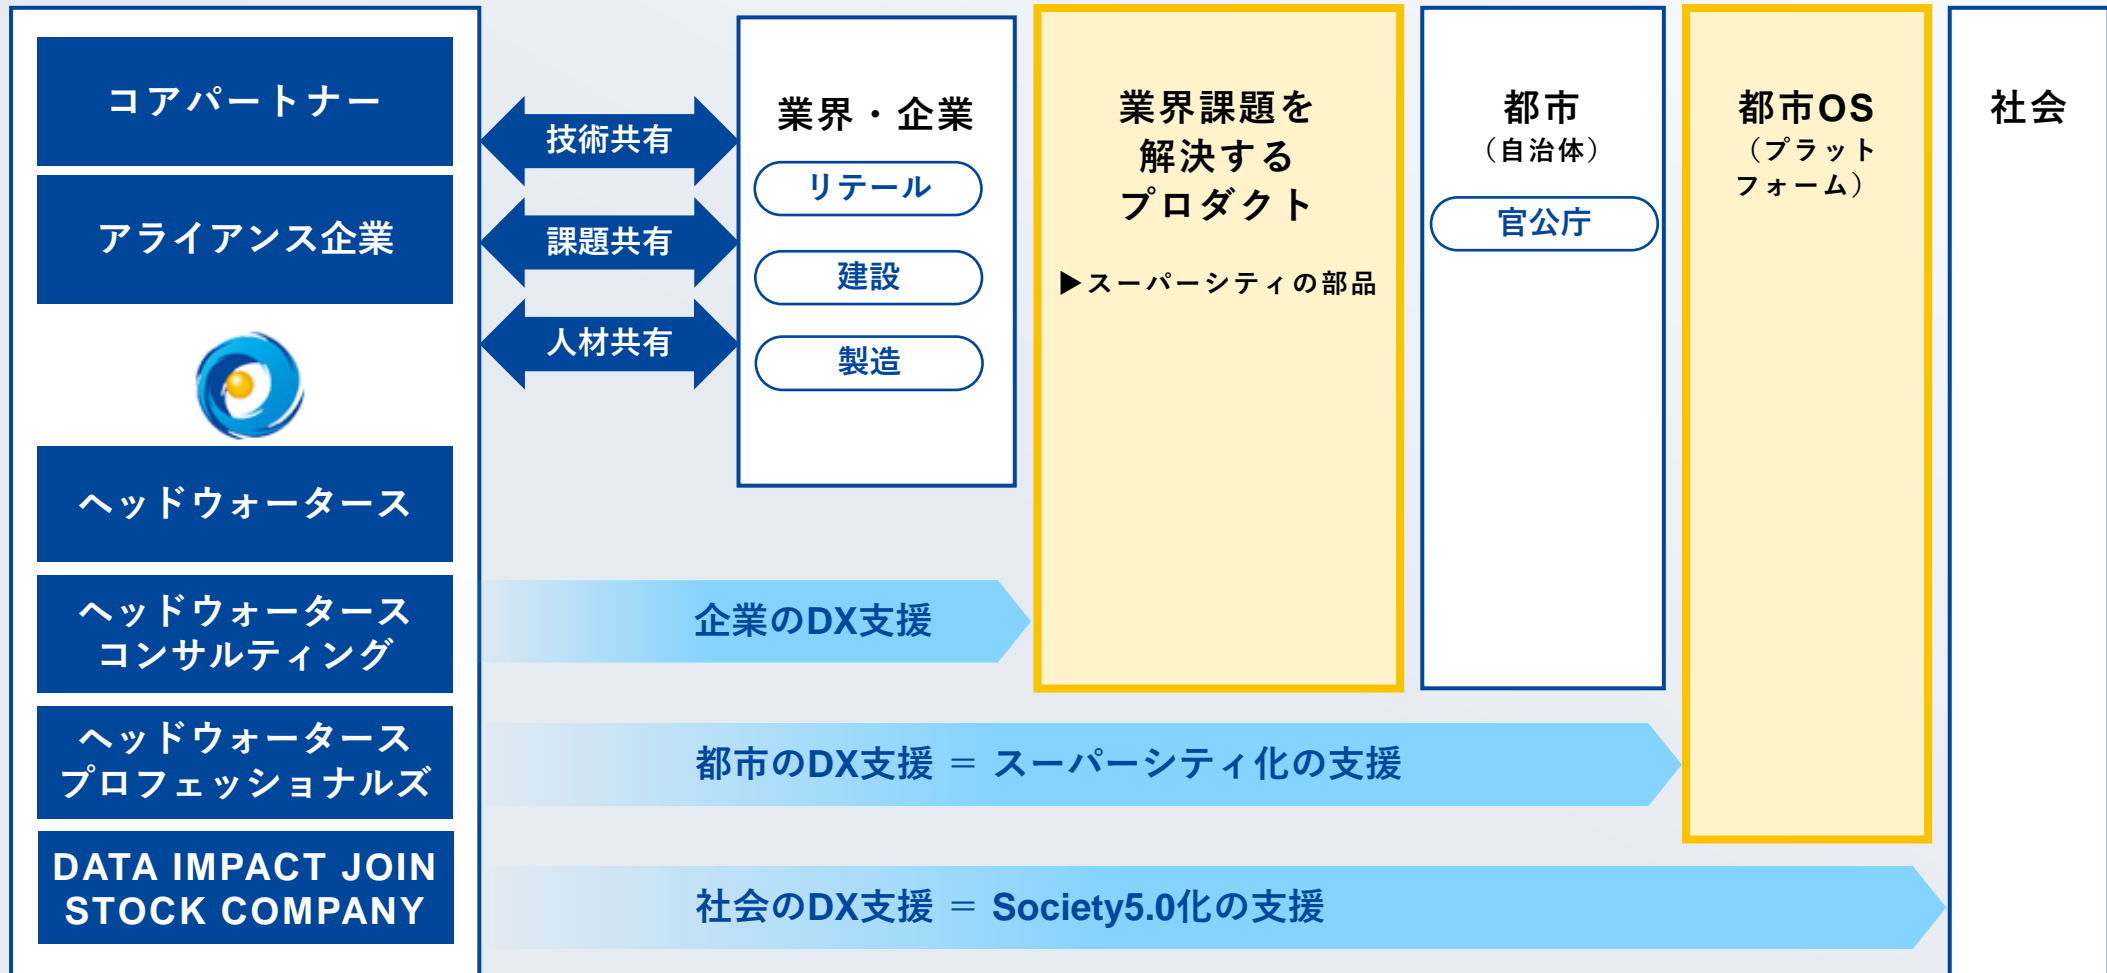 コアパートナー
アライアンス企業
ヘッドウォータース
ヘッドウォータース
コンサルティング
ヘッドウォータース
プロフェッショナルズ
DATA IMPACT JOIN
STOCK COMPANY
技術共有
課題共有
人材共有
業界・企業
リテール
建設
製造
業界課題を
解決する
プロダクト
▶スーパーシティの部品
都市
（自治体）
官公庁
都市OS
（プラット
フォーム）
社会
企業のDX支援
都市のDX支援 ＝ スーパーシティ化の支援
社会のDX支援 ＝ Society5.0化の支援